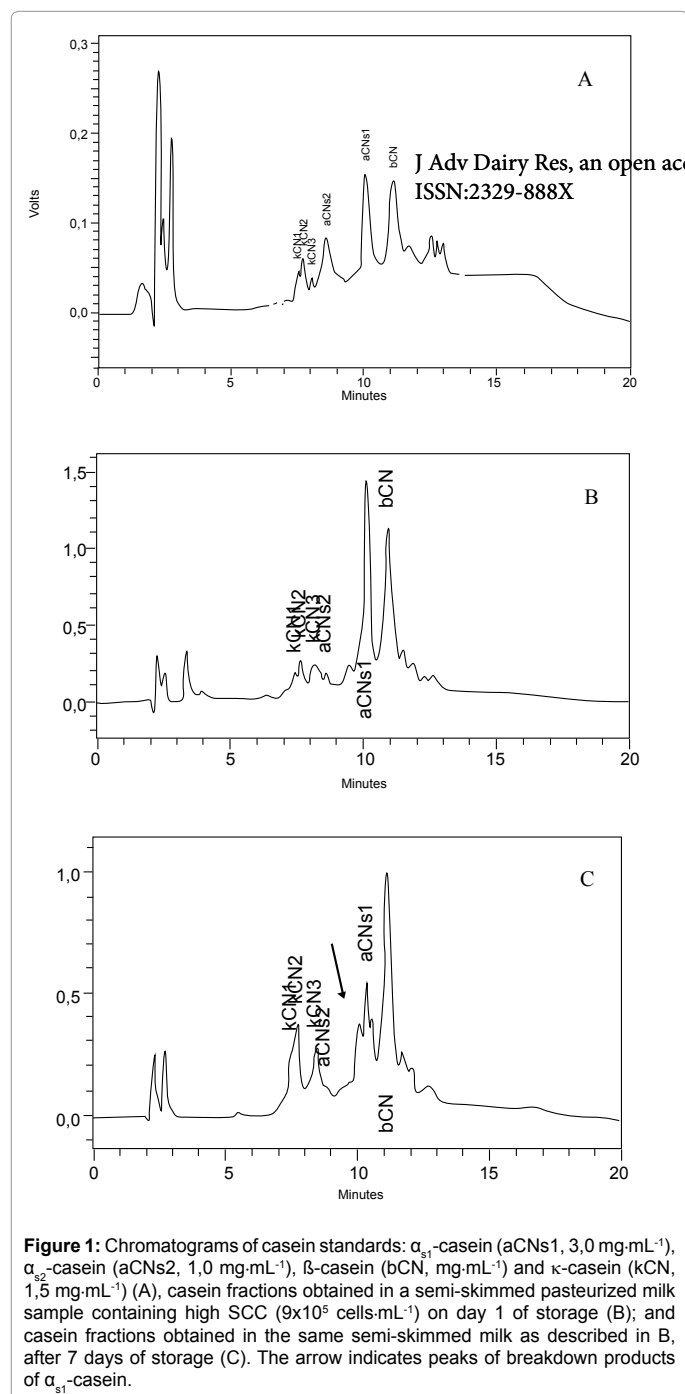 0,3
A
aCNs1
bCN
J Adv Dairy Res, an open acc
ISSN:2329-888X
0,2
aCNs2
kCN1
kCN2
kCN3
Volts
0,1
0,0
0 5 10 15 20
Minutes
1,5
B
bCN
aCNs1
1,0
kCN1
kCN2
kCN3
aCNs2
0,5
0,0
0 5 10 15 20
Minutes
1,0
C
aCNs1
kCN1
kCN2
kCN3
aCNs2
0,5
bCN
0,0
0 5 10 15 20
Minutes
Figure 1: Chromatograms of casein standards: αs1-casein (aCNs1, 3,0 mg·mL-1),
αs2-casein (aCNs2, 1,0 mg·mL-1), ß-casein (bCN, mg·mL-1) and κ-casein (kCN,
1,5 mg·mL-1) (A), casein fractions obtained in a semi-skimmed pasteurized milk
sample containing high SCC (9x10⁵ cells·mL-1) on day 1 of storage (B); and
casein fractions obtained in the same semi-skimmed milk as described in B,
after 7 days of storage (C). The arrow indicates peaks of breakdown products
of αs1-casein.